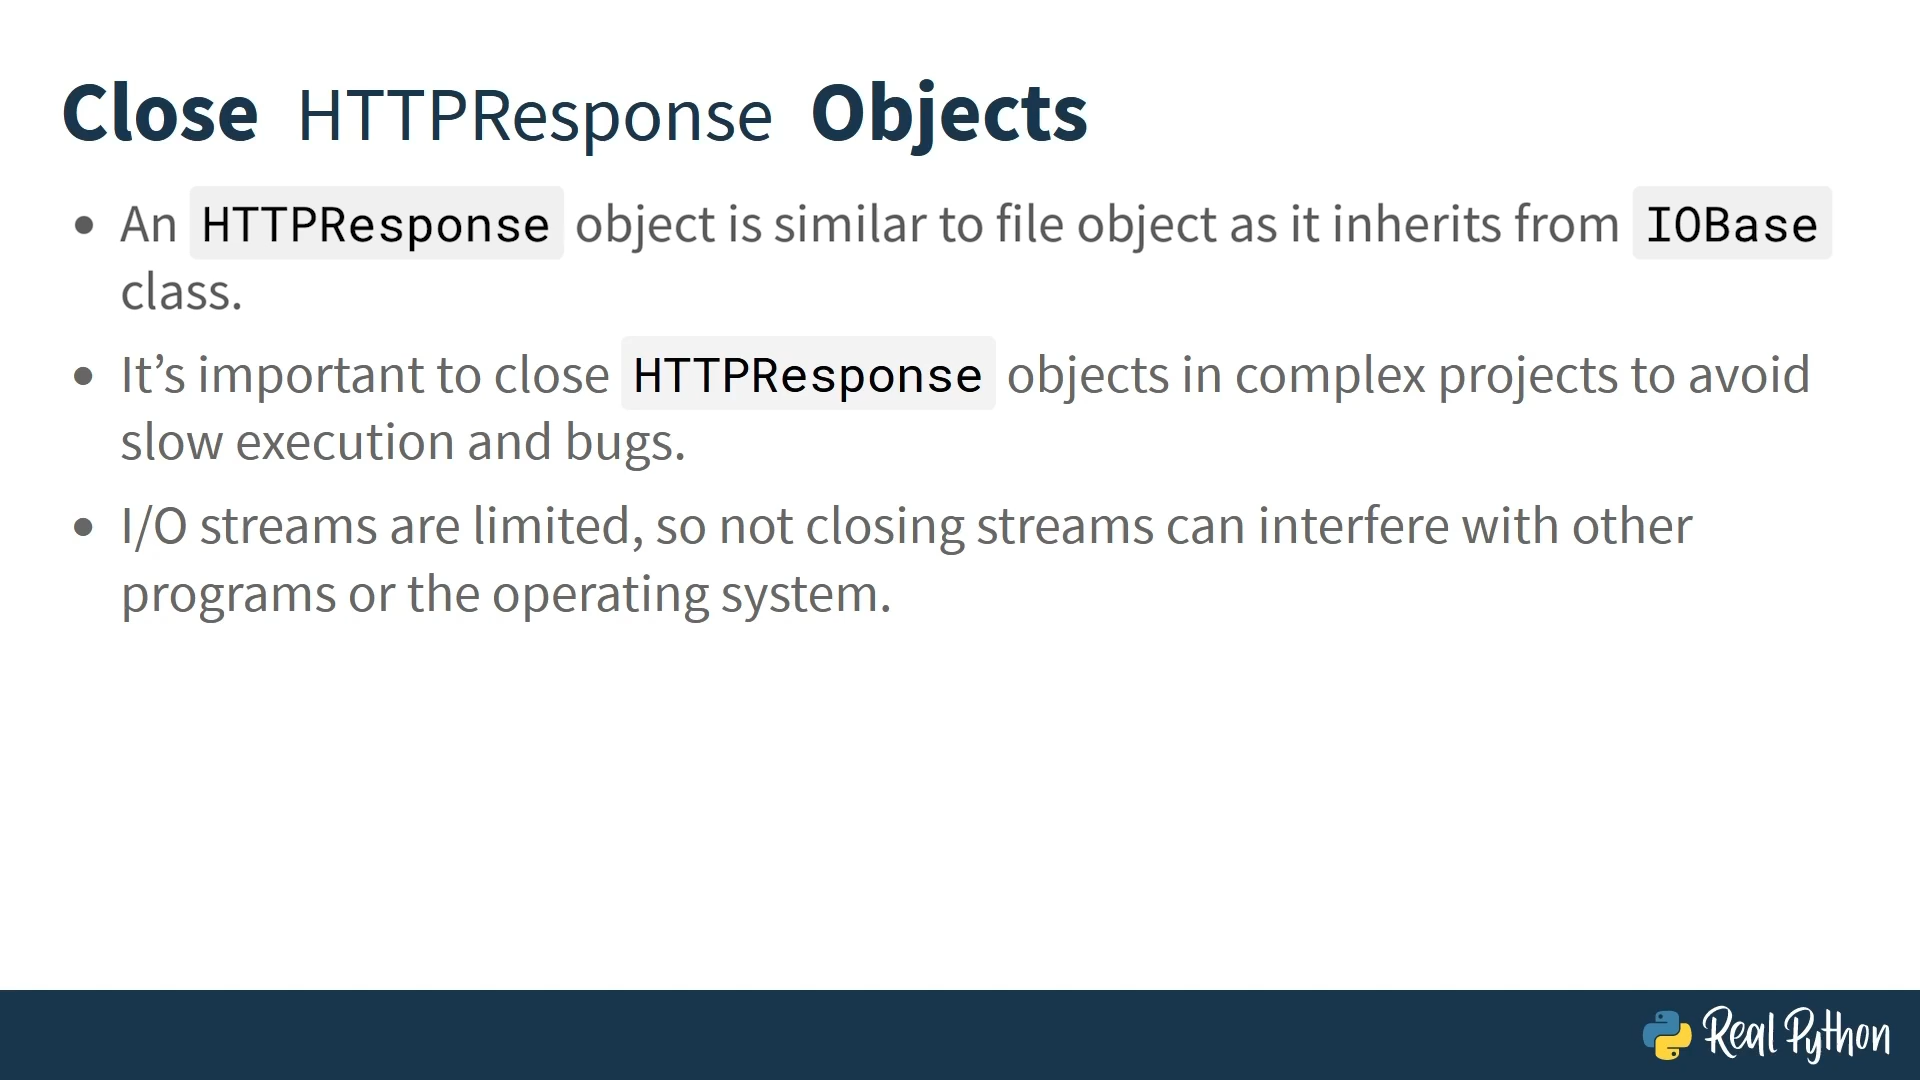 Close HTTPResponse Objects
• An HTTPResponse object is similar to file object as it inherits from IOBase
class.
• It’s important to close HTTPResponse objects in complex projects to avoid
slow execution and bugs.
• I/O streams are limited, so not closing streams can interfere with other
programs or the operating system.
Real Python